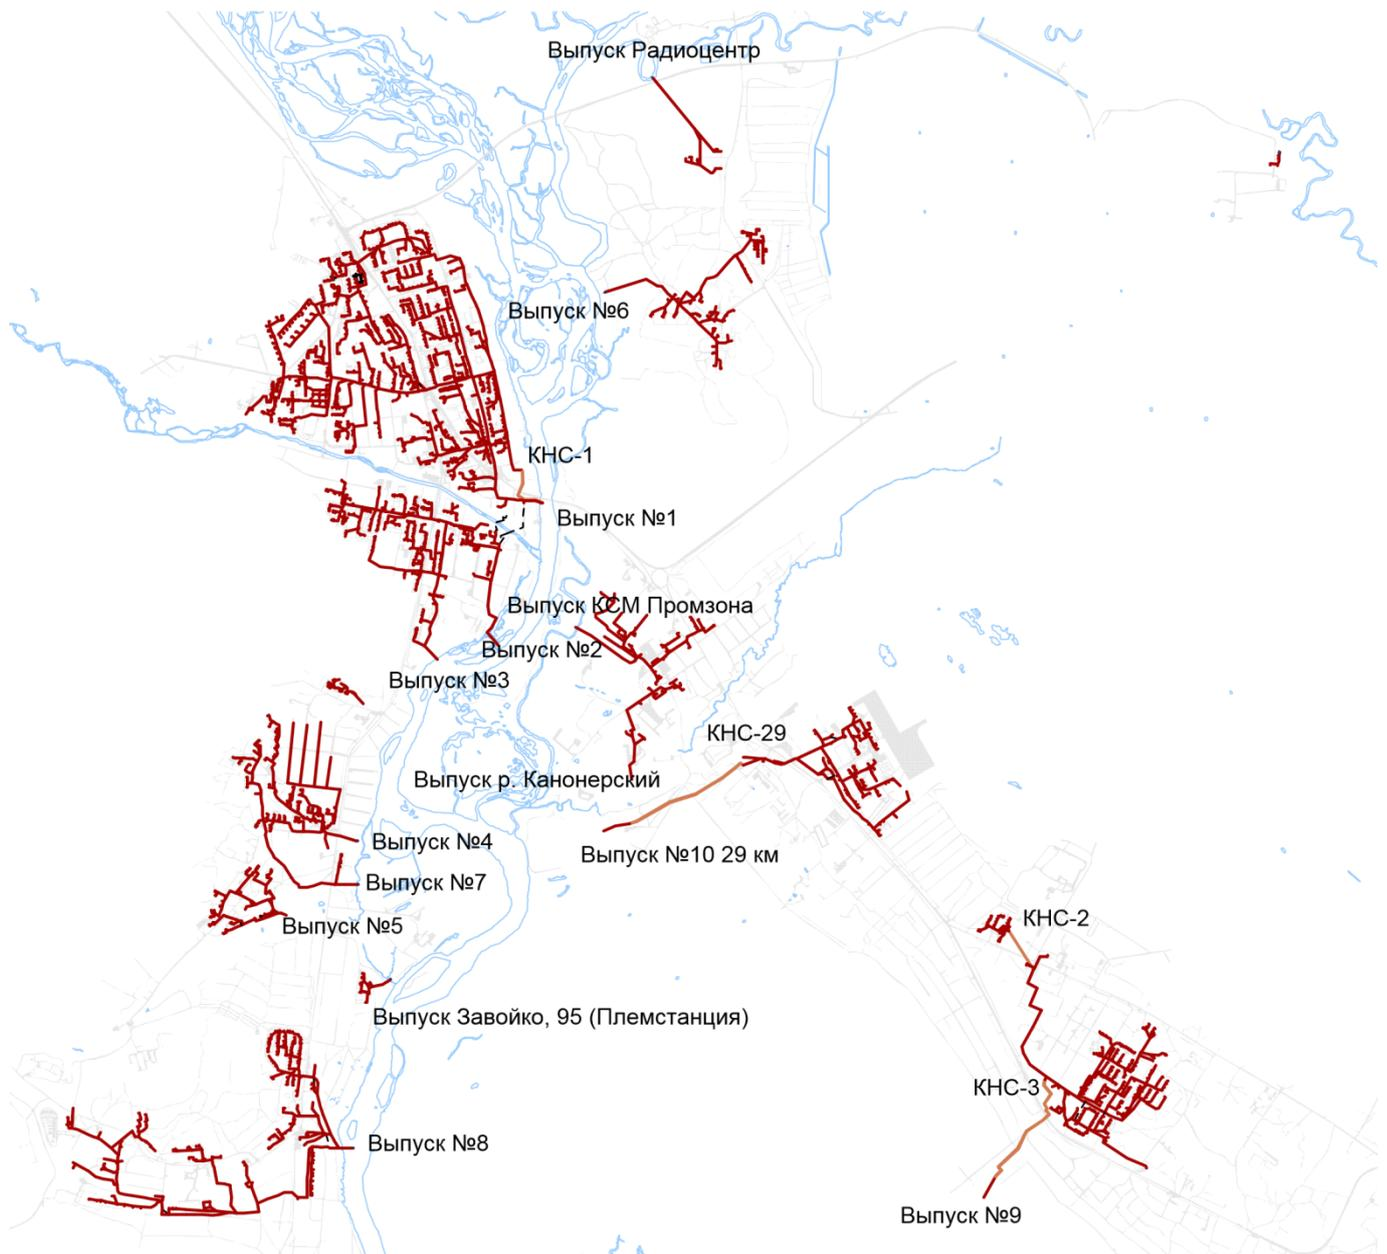 Выпуск Радиоцентр
Выпуск №6
КНС-1
Выпуск №1
Выпуск КСМ Промзона
Выпуск №2
Выпуск №3
КНС-29
Выпуск р. Канонерский
Выпуск №4
Выпуск №10 29 км
Выпуск №7
КНС-2
Выпуск №5
Выпуск Завойко, 95 (Племстанция)
КНС-3
Выпуск №8
Выпуск №9